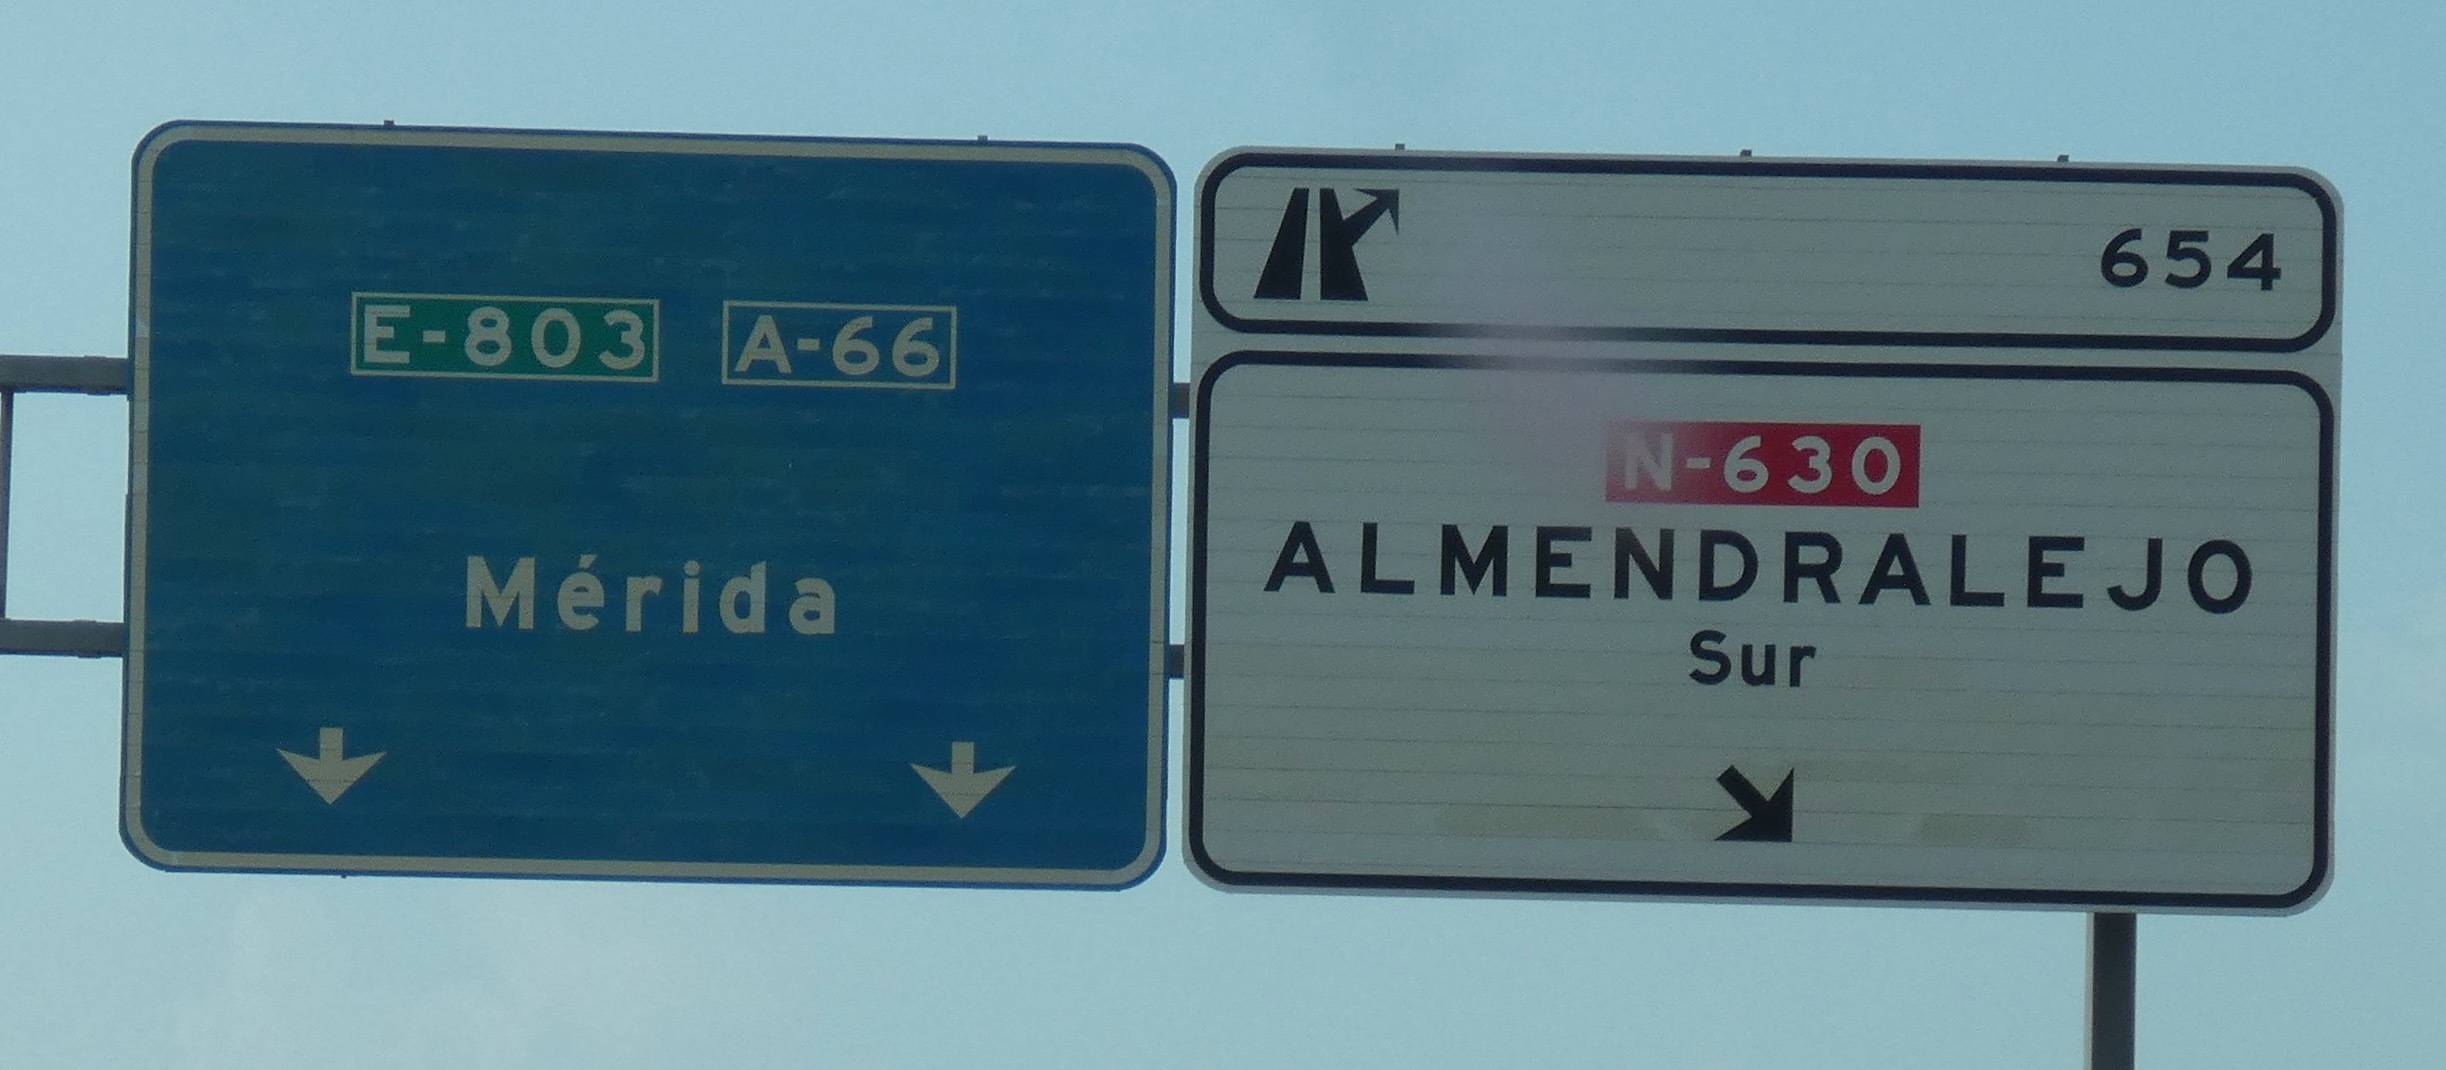 E-803 A-66
Mérida
654
N-630
ALMENDRALEJO
Sur